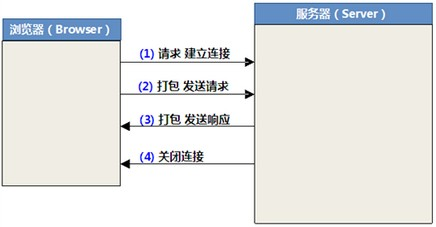 服务器（Server）
浏览器（Browser）
(1) 请求 建立连接
(2) 打包 发送请求
(3) 打包 发送响应
(4) 关闭连接